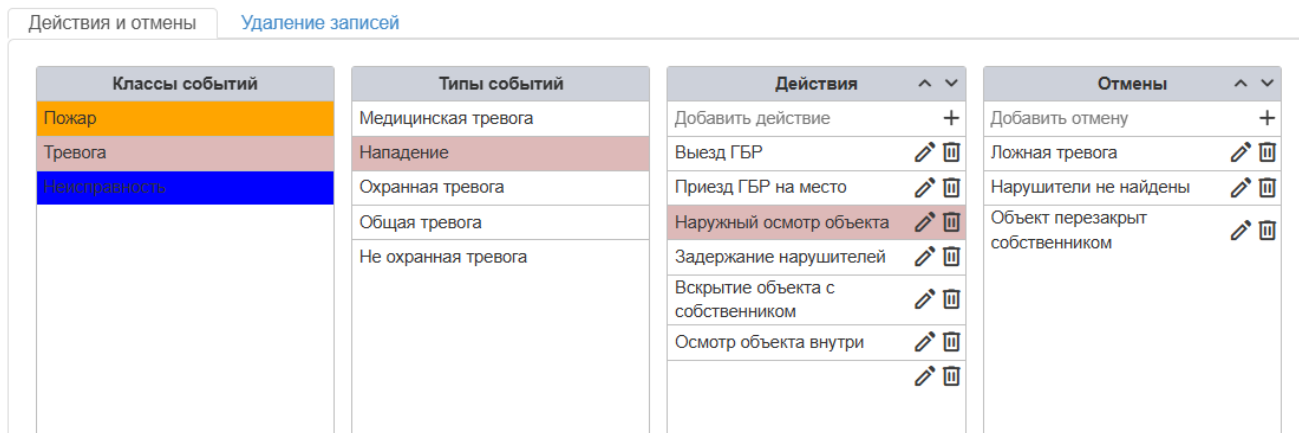 Действия и отмены
Удаление записей
Классы событий
Пожар
Тревога
Неисправность
Типы событий
Медицинская тревога
Нападение
Охранная тревога
Общая тревога
Не охранная тревога
Действия
Добавить действие
Выезд ГБР
Приезд ГБР на место
Наружный осмотр объекта
Задержание нарушителей
Вскрытие объекта с
собственником
Осмотр объекта внутри
Отмены
Добавить отмену
Ложная тревога
Нарушители не найдены
Объект перезакрыт
собственником